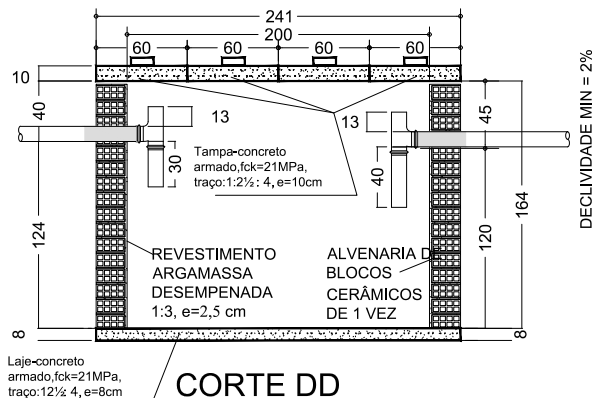 241
200
60
60
60
60
10
40
13
13
45
30
Tampa-concreto
armado,fck=21MPa,
traço:1:2½: 4, e=10cm
40
DECLIVIDADE MIN = 2%
164
124
120
REVESTIMENTO
ARGAMASSA
DESEMPENADA
1:3, e=2,5 cm
ALVENARIA DE
BLOCOS
CERÂMICOS
DE 1 VEZ
8
8
Laje-concreto
armado,fck=21MPa,
traço:12½: 4, e=8cm
CORTE DD